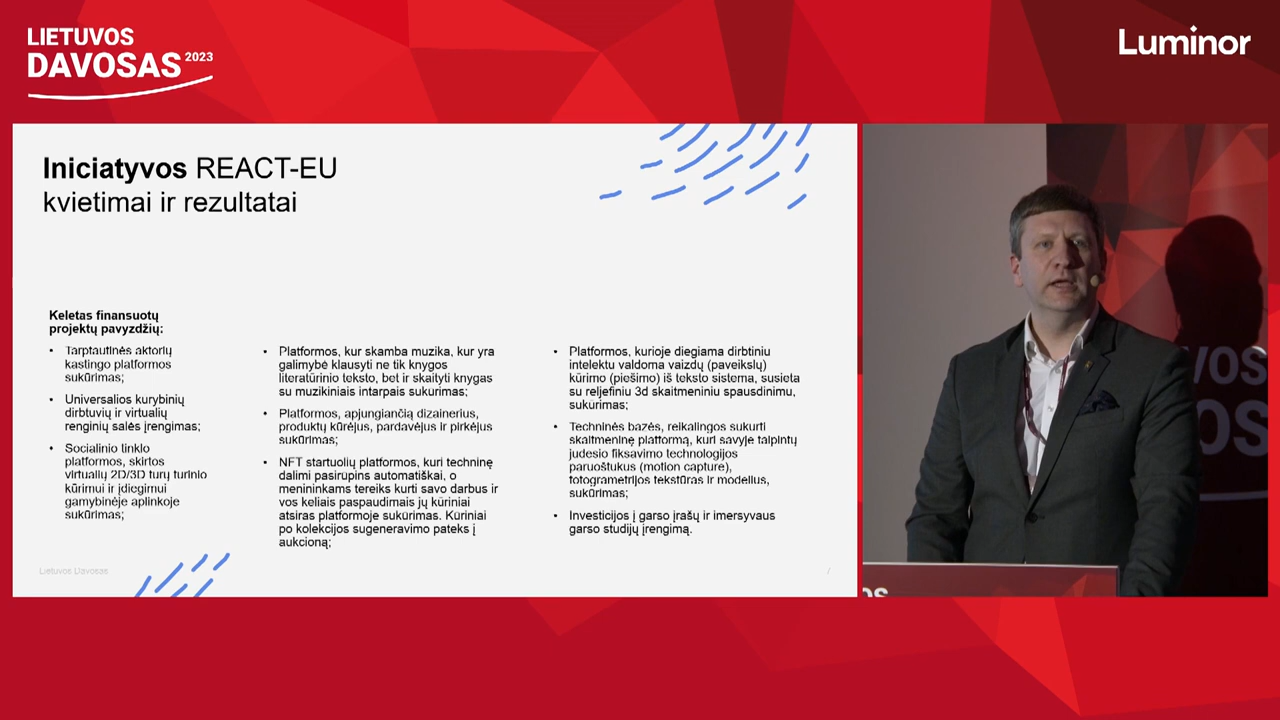 LIETUVOS
DAVOSAS 2023
Luminor
Iniciatyvos REACT-EU
kvietimai ir rezultatai
Keletas finansuotų
projektų pavyzdžių:
• Tarptautinės aktorių
kastingo platformos
sukūrimas;
• Universalios kurybinių
dirbtuvių ir virtualių
renginių salės įrengimas;
• Socialinio tinklo
platformos, skirtos
virtualių 2D/3D turų turinio
kūrimui ir įdiegimui
gamybinėje aplinkoje
sukūrimas;
• Platformos, kur skamba muzika, kur yra
galimybė klausyti ne tik knygos
literatūrinio teksto, bet ir skaityti knygas
su muzikiniais intarpais sukūrimas;
• Platformos, apjungiančią dizainerius,
produktų kūrėjus, pardavėjus ir pirkėjus
sukūrimas;
• NFT startuolių platformos, kuri techninę
dalimi pasirupins automatiškai, o
menininkams tereiks kurti savo darbus ir
vos keliais paspaudimais jų kūriniai
atsiras platformoje sukūrimas. Kūriniai
po kolekcijos sugeneravimo pateks į
aukcioną;
• Platformos, kurioje diegiama dirbtiniu
intelektu valdoma vaizdų (paveikslų)
kūrimo (piešimo) iš teksto sistema, susieta
su reljefiniu 3d skaitmeniniu spausdinimu,
sukūrimas;
• Techninės bazės, reikalingos sukurti
skaitmeninę platformą, kuri savyje talpintų
judesio fiksavimo technologijos
paruoštukus (motion capture),
fotogrametrijos tekstūras ir modelius,
sukūrimas;
• Investicijos į garso įrašų ir imersyvaus
garso studijų įrengimą.
Lietuvos Davosas
7
VOS
OS
OS